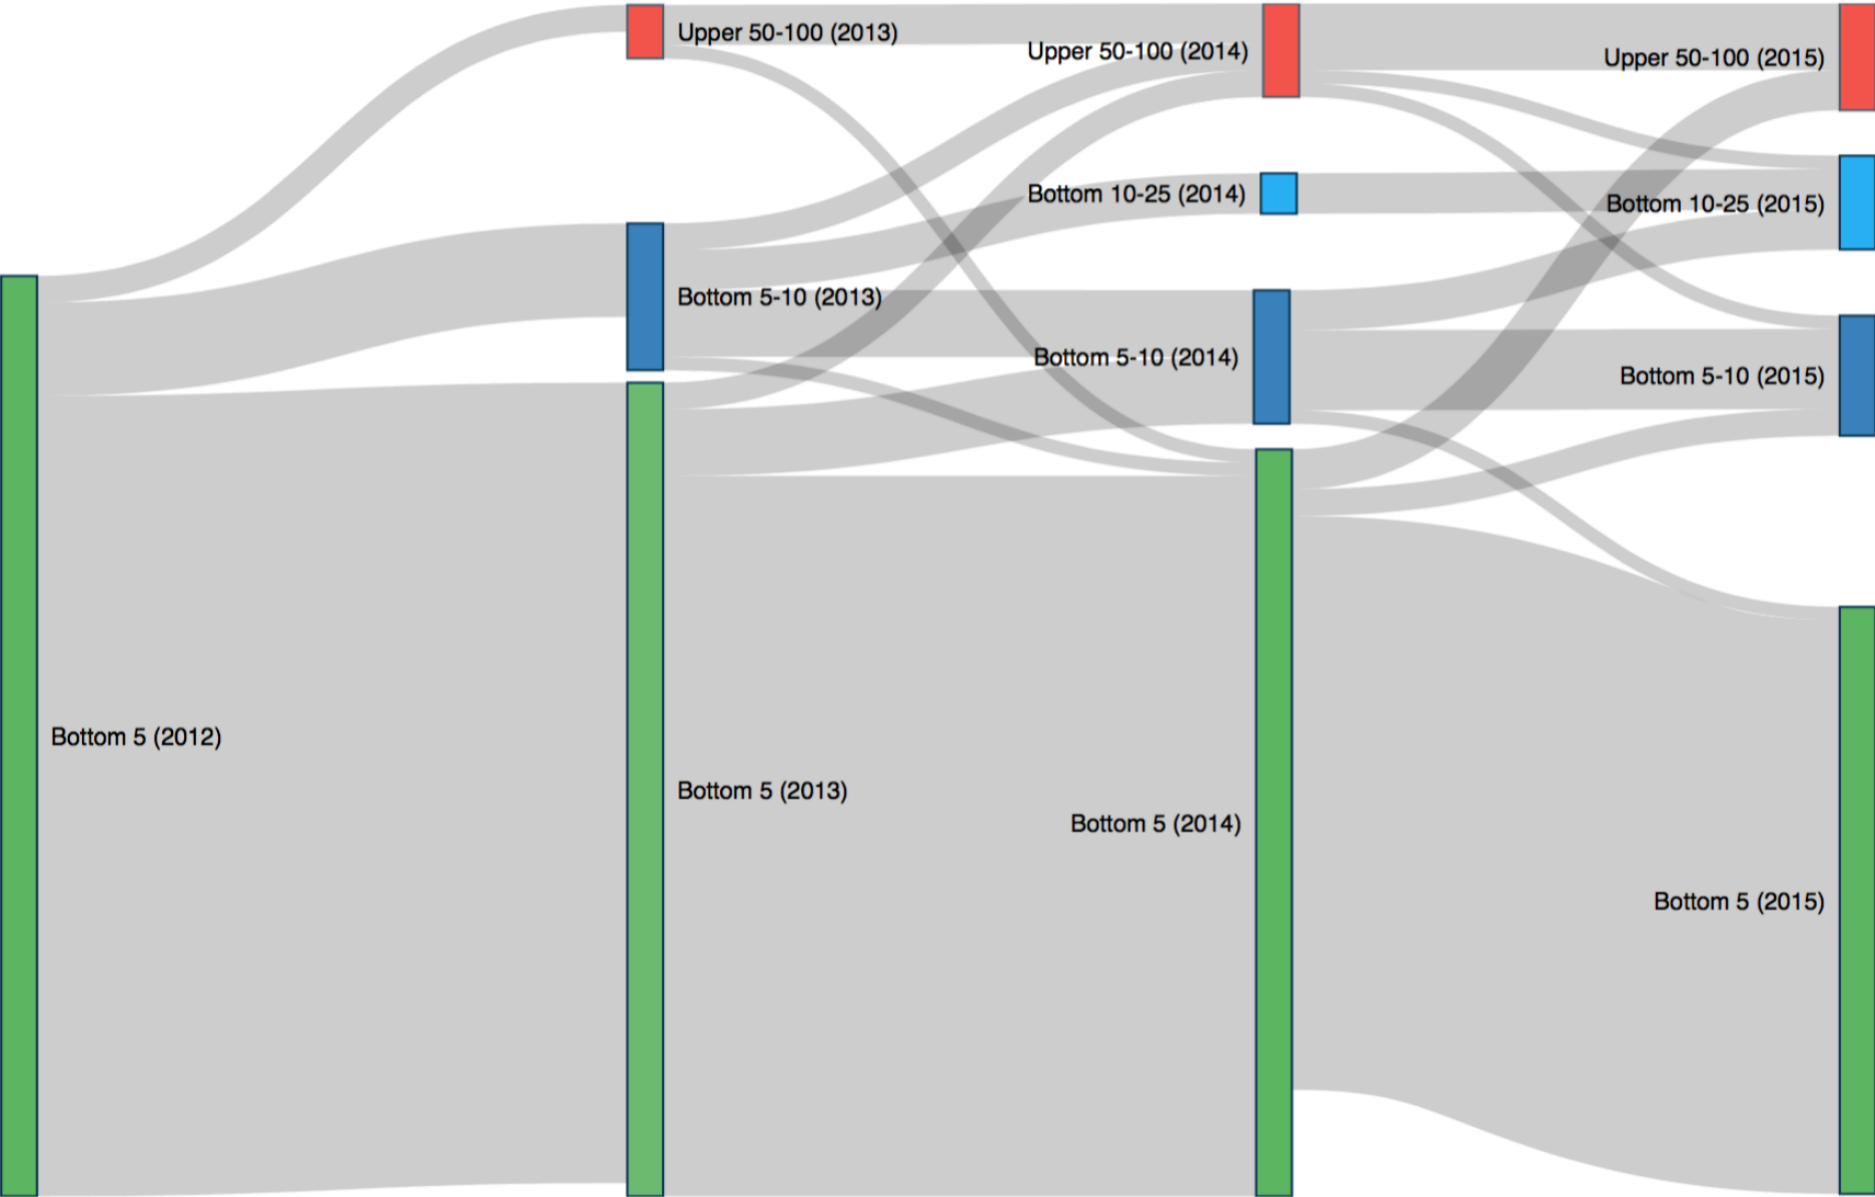 Upper 50-100 (2013)
Upper 50-100 (2014)
Upper 50-100 (2015)
Bottom 10-25 (2014)
Bottom 10-25 (2015)
Bottom 5-10 (2013)
Bottom 5-10 (2014)
Bottom 5-10 (2015)
Bottom 5 (2012)
Bottom 5 (2013)
Bottom 5 (2014)
Bottom 5 (2015)